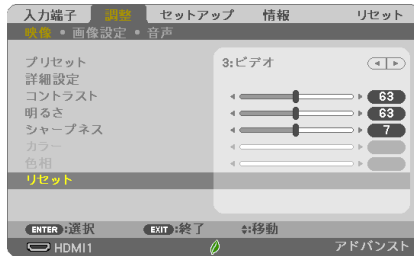 入力端子 調整 セットアップ 情報 リセット
映像 • 画像設定 • 音声
プリセット 3:ビデオ
詳細設定
コントラスト 63
明るさ 63
シャープネス 7
カラー
色相
リセット
ENTER :選択 EXIT :終了 :移動
HDMI1 アドバンスト